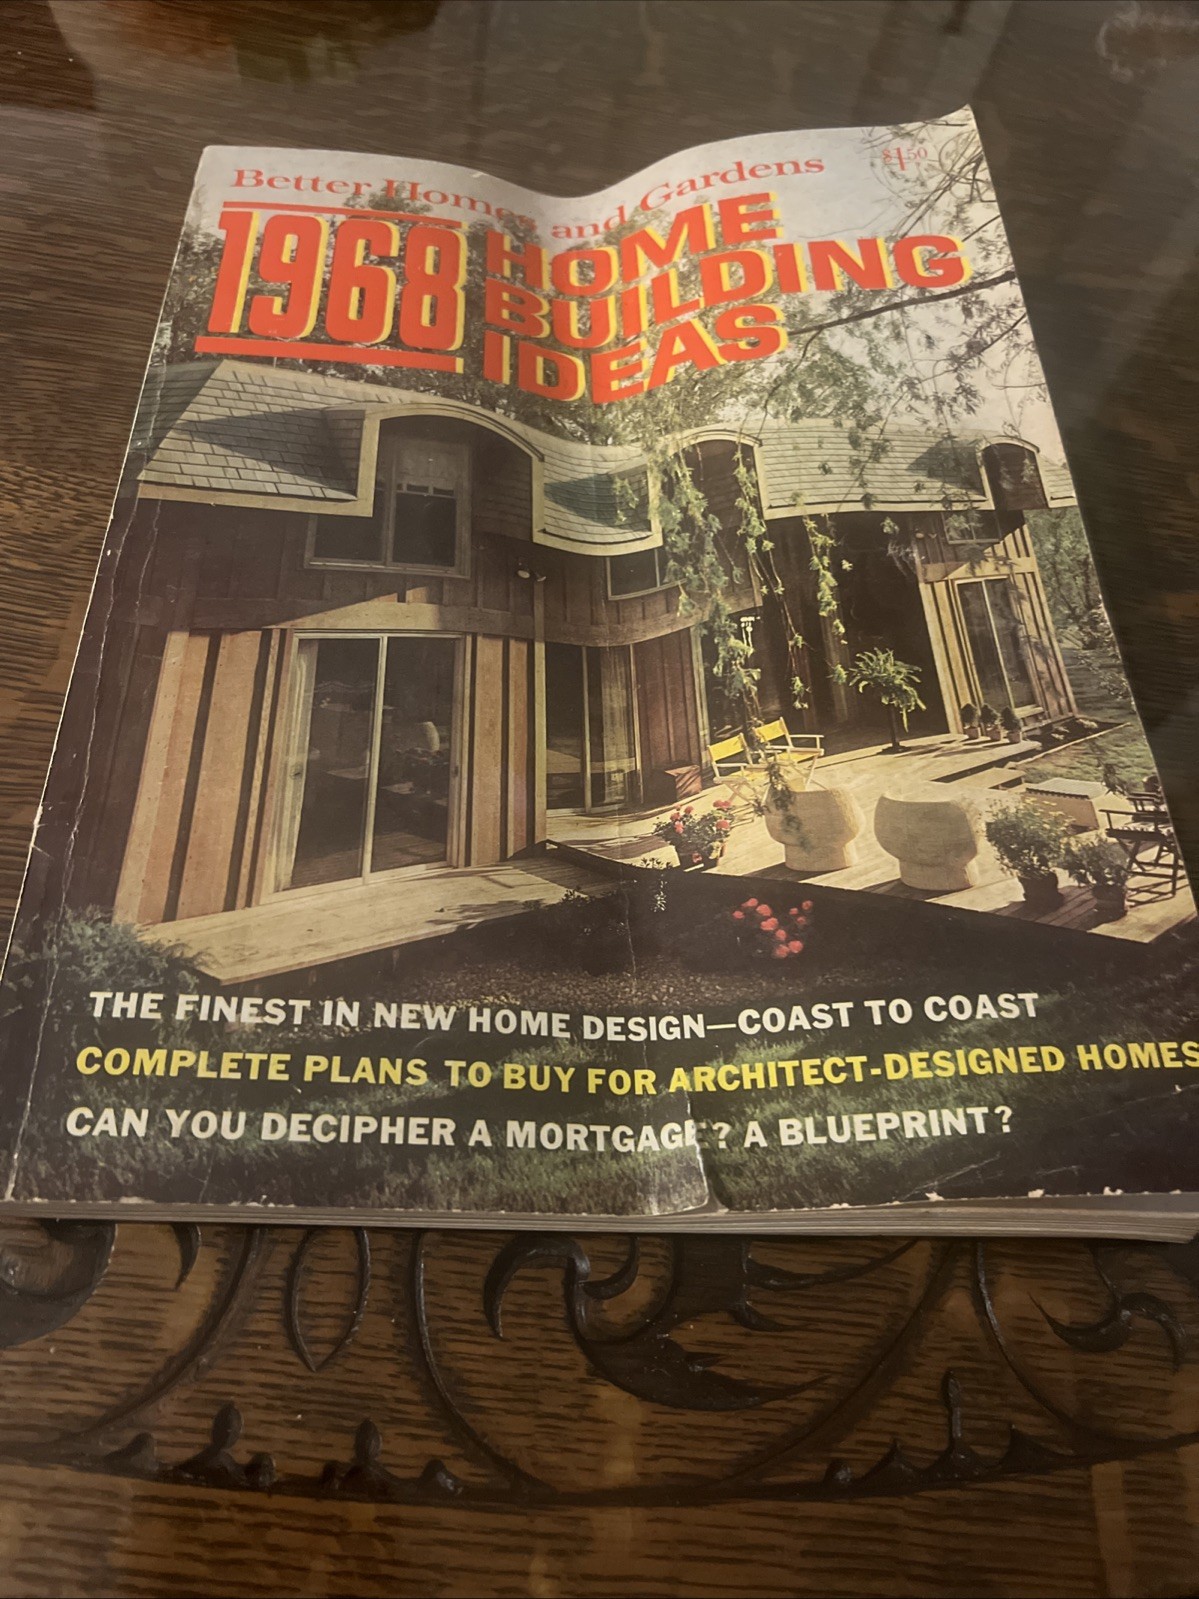 Better Homes and Gardens
$1.50
1968 HOME
BUILDING
IDEAS
THE FINEST IN NEW HOME DESIGN—COAST TO COAST
COMPLETE PLANS TO BUY FOR ARCHITECT-DESIGNED HOMES
CAN YOU DECIPHER A MORTGAGE? A BLUEPRINT?